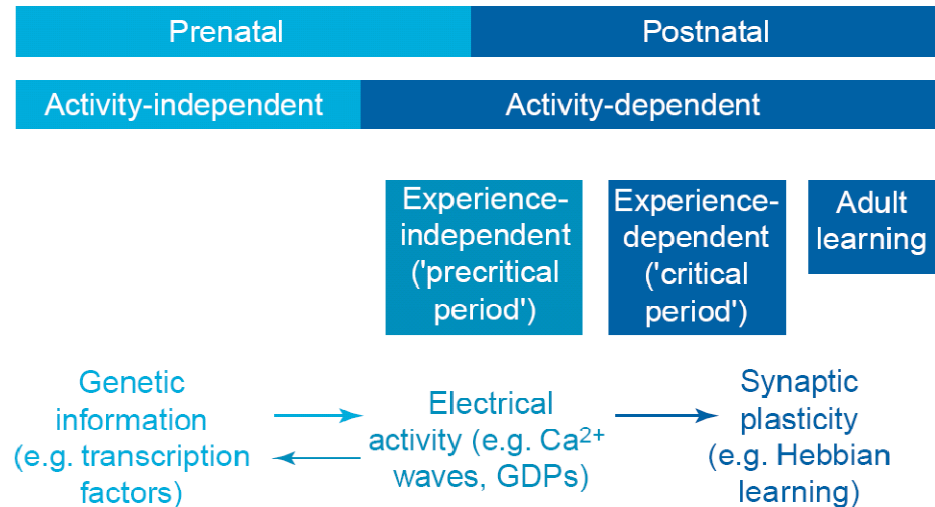 Prenatal
Postnatal
Activity-independent
Activity-dependent
Experience-
independent
('precritical
period')
Experience-
dependent
('critical
period')
Adult
learning
Genetic
information
(e.g. transcription
factors)
Electrical
activity (e.g. Ca²⁺
waves, GDPs)
Synaptic
plasticity
(e.g. Hebbian
learning)